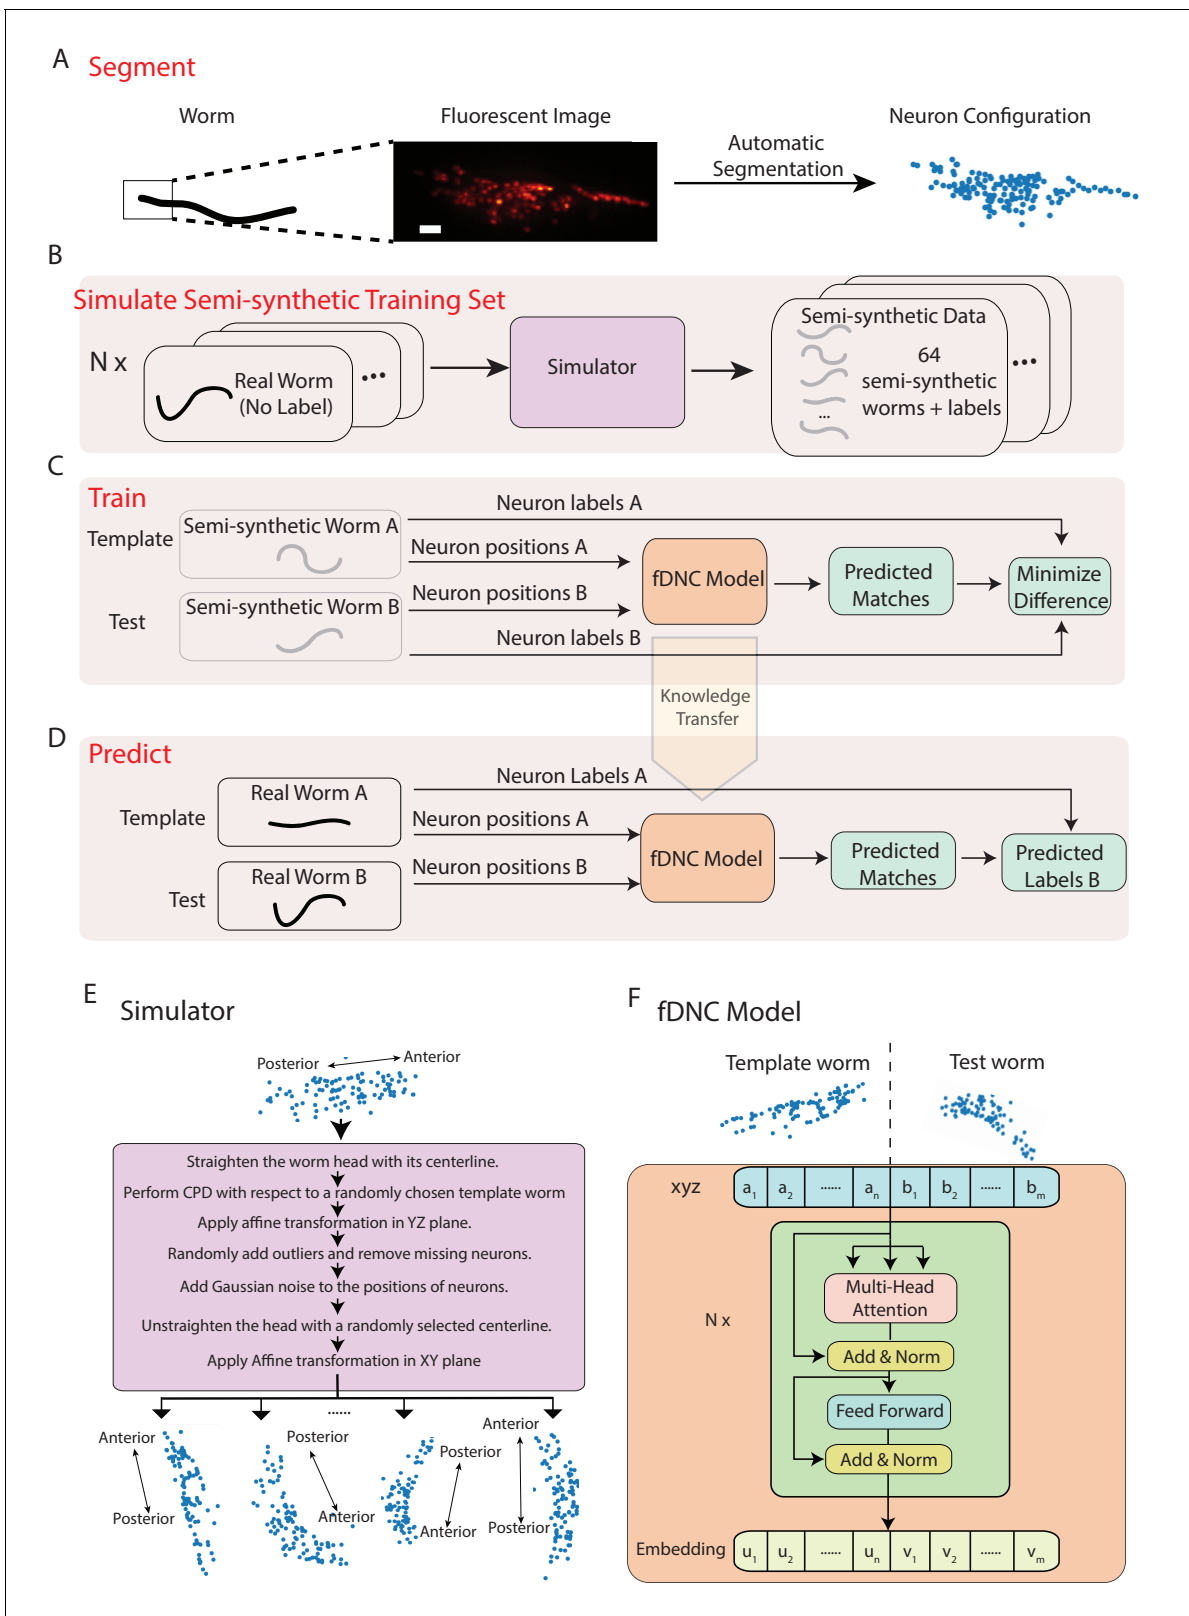 A
Segment
Worm
Fluorescent Image
Neuron Configuration
Automatic
Segmentation
B
Simulate Semi-synthetic Training Set
N x
Real Worm
(No Label)
...
Simulator
Semi-synthetic Data
64
semi-synthetic
worms + labels
...
...
C
Train
Template
Semi-synthetic Worm A
Neuron labels A
Neuron positions A
Test
Semi-synthetic Worm B
Neuron positions B
Neuron labels B
fDNC Model
Predicted
Matches
Minimize
Difference
Knowledge
Transfer
D
Predict
Template
Real Worm A
Neuron Labels A
Neuron positions A
Test
Real Worm B
Neuron positions B
fDNC Model
Predicted
Matches
Predicted
Labels B
E
Simulator
Posterior
Anterior
Straighten the worm head with its centerline.
Perform CPD with respect to a randomly chosen template worm
Apply affine transformation in YZ plane.
Randomly add outliers and remove missing neurons.
Add Gaussian noise to the positions of neurons.
Unstraighten the head with a randomly selected centerline.
Apply Affine transformation in XY plane
......
Anterior
Posterior
Posterior
Anterior
Posterior
Anterior
Anterior
Posterior
F
fDNC Model
Template worm
Test worm
xyz
a1 a2 ...... an b1 b2 ...... bm
N x
Multi-Head
Attention
Add & Norm
Feed Forward
Add & Norm
Embedding
u1 u2 ...... un v1 v2 ...... vm